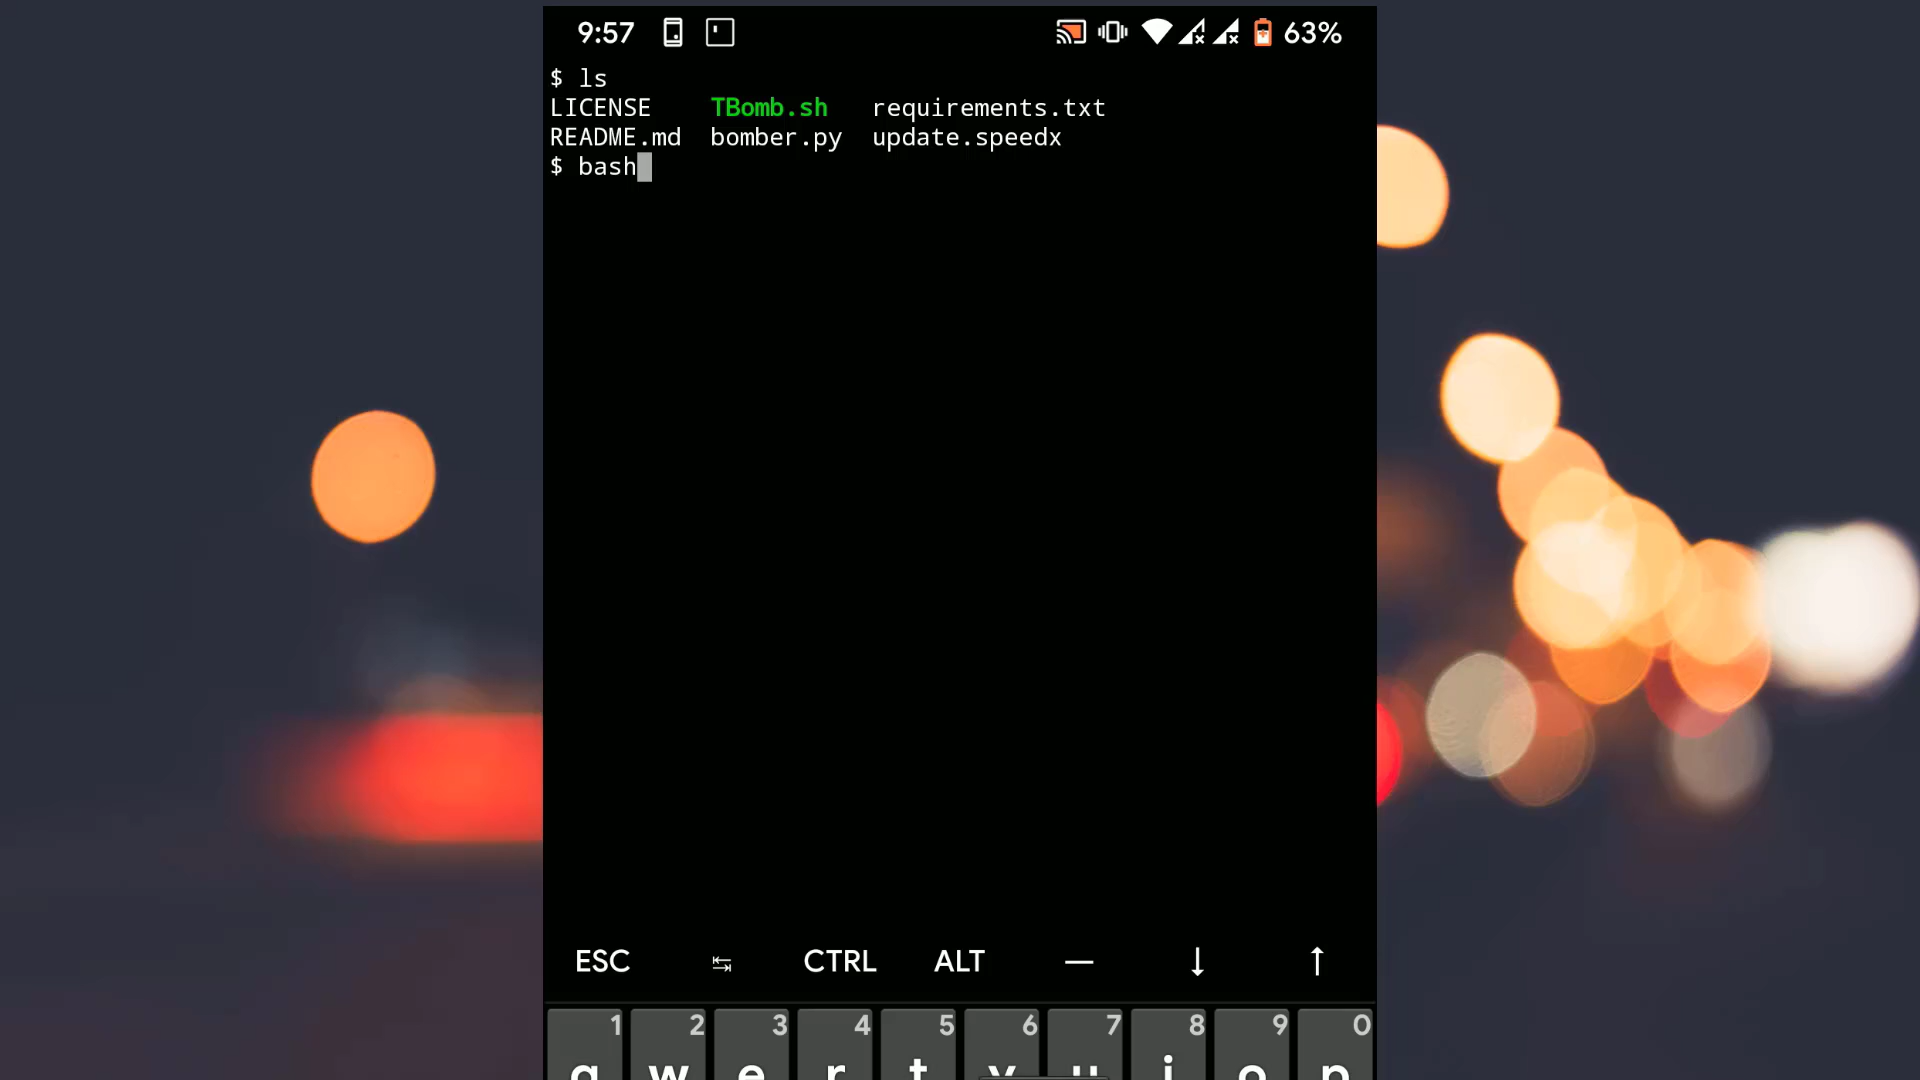 9:57 63%
$ ls
LICENSE TBomb.sh requirements.txt
README.md bomber.py update.speedx
$ bash
ESC ↹ CTRL ALT — ↓ ↑
1 2 3 4 5 6 7 8 9 0
q w e r t y u i o p